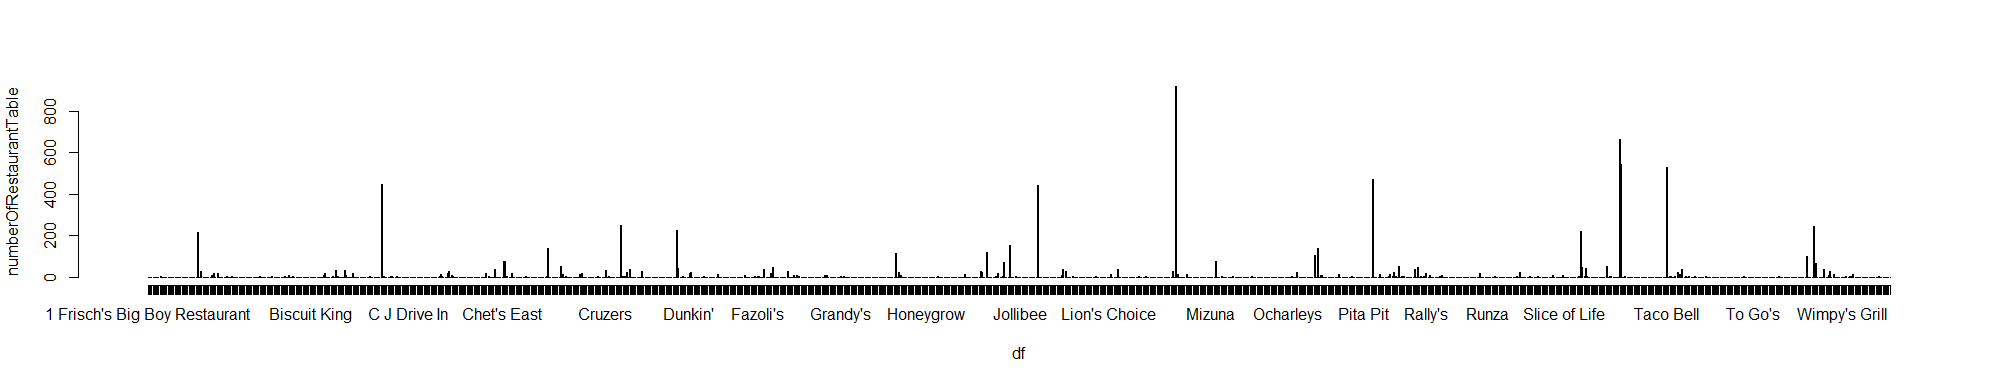 numberOfRestaurantTable
0 200 400 600 800
1 Frisch's Big Boy Restaurant Biscuit King C J Drive In Chet's East Cruzers Dunkin' Fazoli's Grandy's Honeygrow Jollibee Lion's Choice Mizuna Ocharleys Pita Pit Rally's Runza Slice of Life Taco Bell To Go's Wimpy's Grill
df